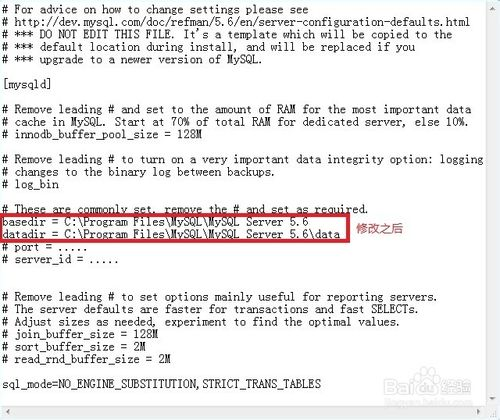 # For advice on how to change settings please see
# http://dev.mysql.com/doc/refman/5.6/en/server-configuration-defaults.html
# *** DO NOT EDIT THIS FILE. It's a template which will be copied to the
# *** default location during install, and will be replaced if you
# *** upgrade to a newer version of MySQL.
[mysqld]
# Remove leading # and set to the amount of RAM for the most important data
# cache in MySQL. Start at 70% of total RAM for dedicated server, else 10%.
# innodb_buffer_pool_size = 128M
# Remove leading # to turn on a very important data integrity option: logging
# changes to the binary log between backups.
# log_bin
# These are commonly set, remove the # and set as required.
basedir = C:\Program Files\MySQL\MySQL Server 5.6
datadir = C:\Program Files\MySQL\MySQL Server 5.6\data
修改之后
# port = .....
# server_id = .....
# Remove leading # to set options mainly useful for reporting servers.
# The server defaults are faster for transactions and fast SELECTs.
# Adjust sizes as needed, experiment to find the optimal values.
# join_buffer_size = 128M
# sort_buffer_size = 2M
# read_rnd_buffer_size = 2M
sql_mode=NO_ENGINE_SUBSTITUTION,STRICT_TRANS_TABLES
Baidu经验